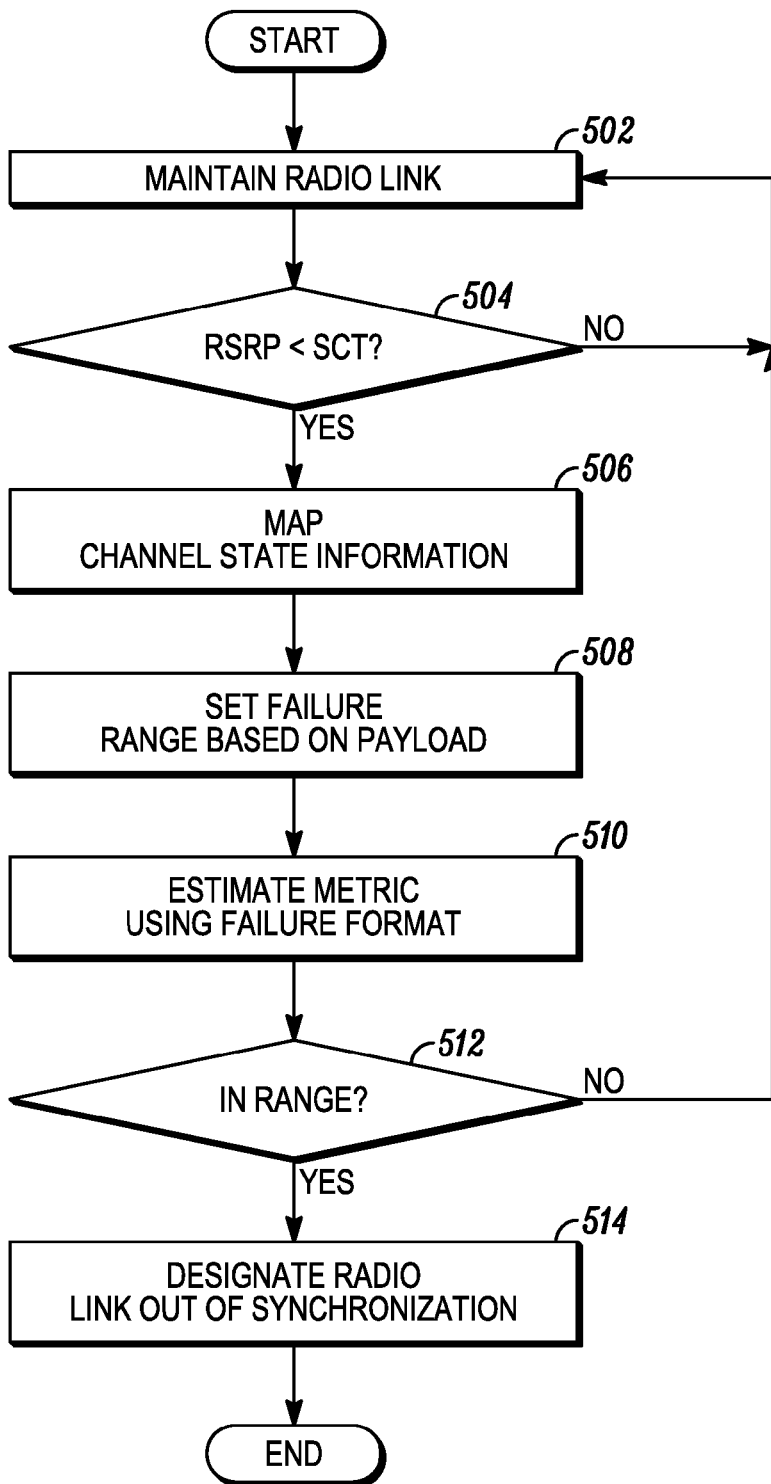 START
502
MAINTAIN RADIO LINK
504
RSRP < SCT?
NO
YES
506
MAP
CHANNEL STATE INFORMATION
508
SET FAILURE
RANGE BASED ON PAYLOAD
510
ESTIMATE METRIC
USING FAILURE FORMAT
512
IN RANGE?
NO
YES
514
DESIGNATE RADIO
LINK OUT OF SYNCHRONIZATION
END